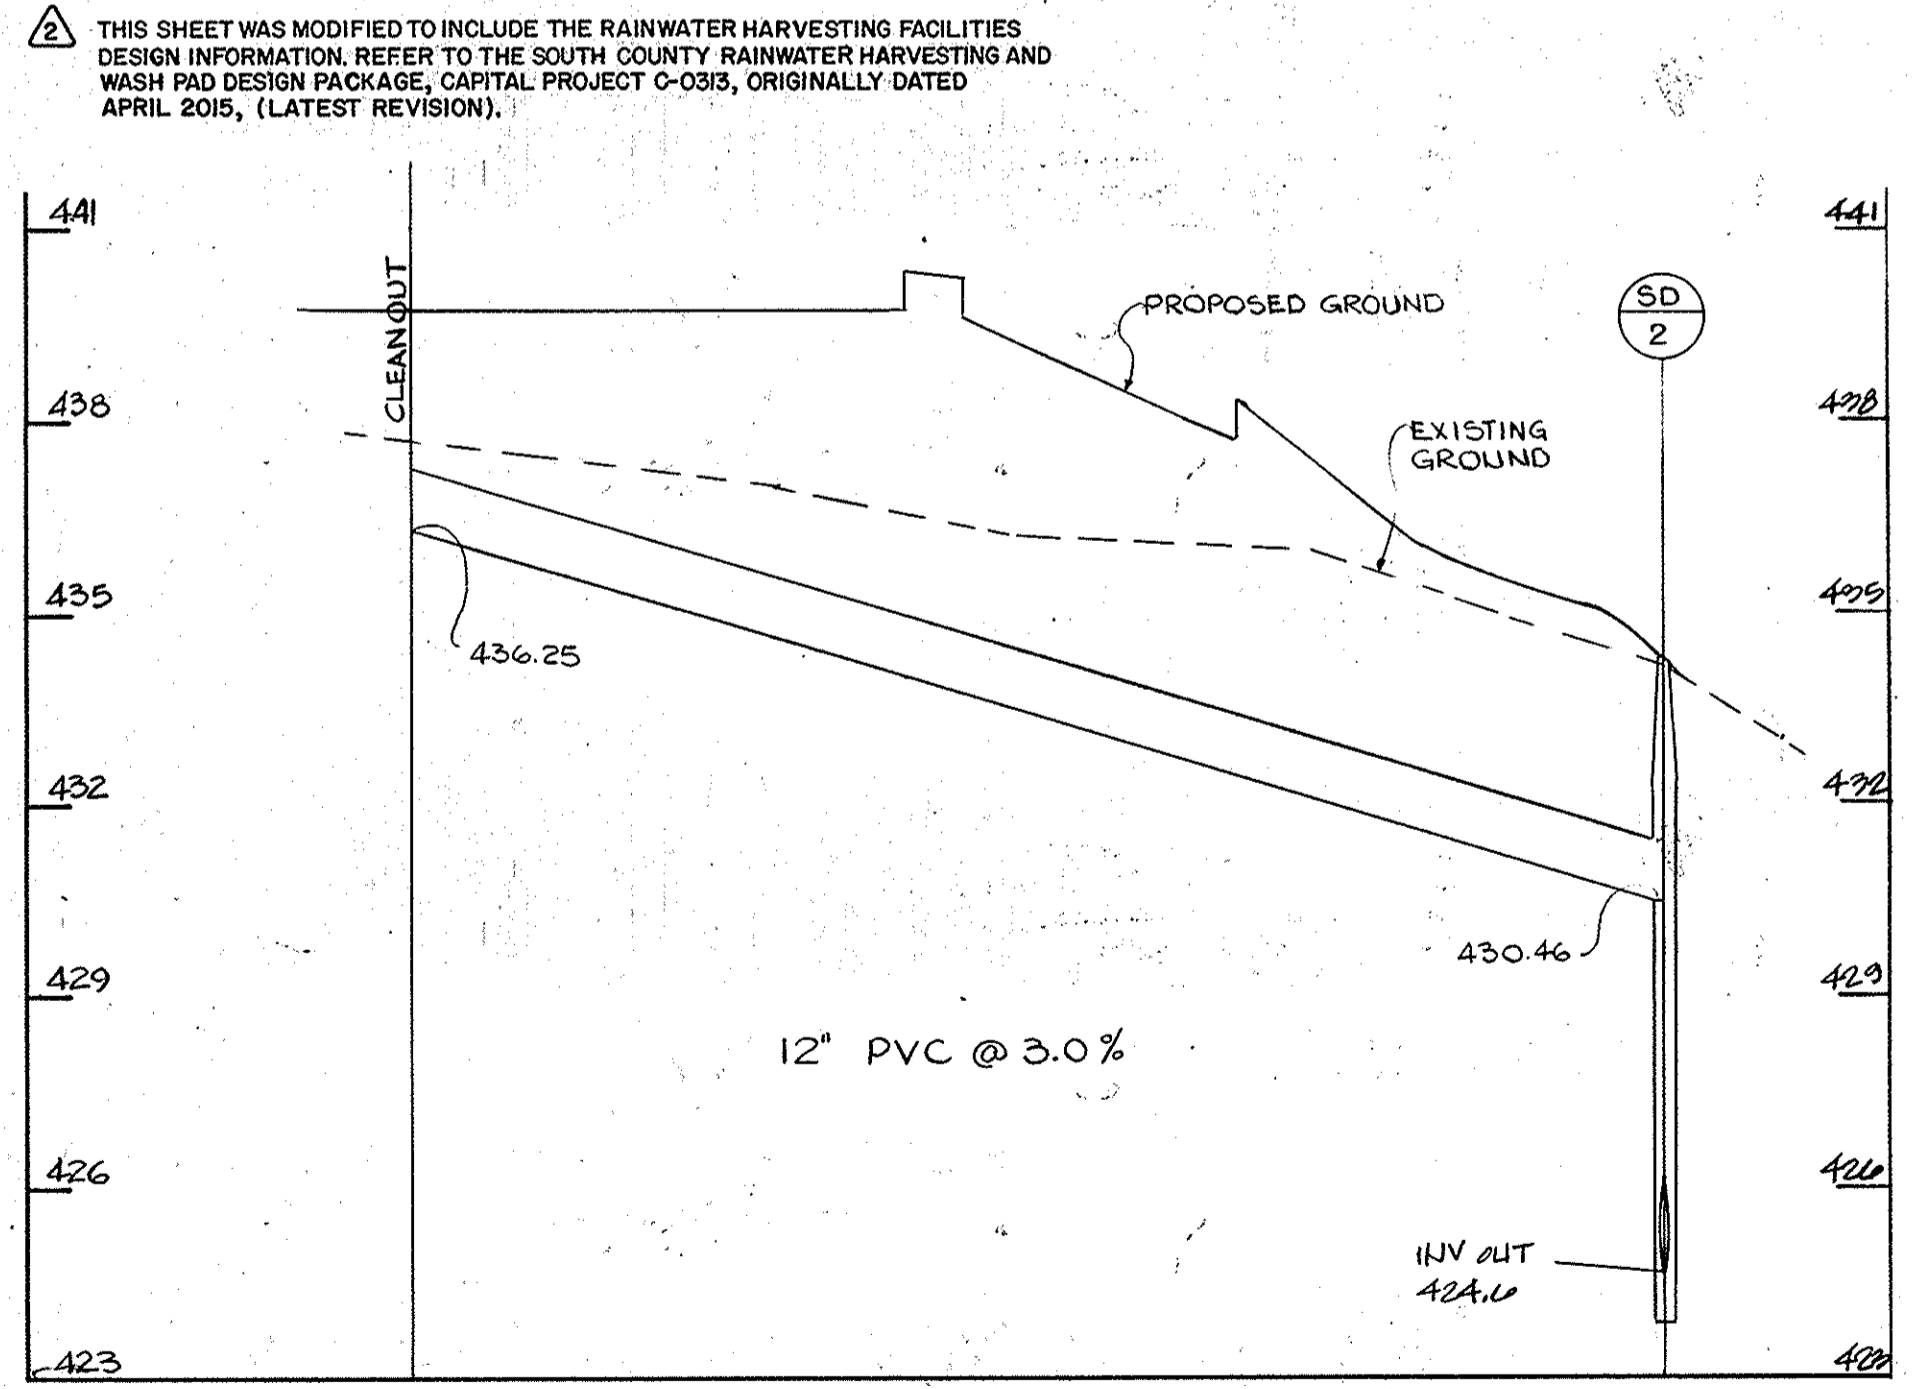 2
THIS SHEET WAS MODIFIED TO INCLUDE THE RAINWATER HARVESTING FACILITIES
DESIGN INFORMATION. REFER TO THE SOUTH COUNTY RAINWATER HARVESTING AND
WASH PAD DESIGN PACKAGE, CAPITAL PROJECT C-0313, ORIGINALLY DATED
APRIL 2015, (LATEST REVISION).
441
441
CLEANOUT
PROPOSED GROUND
SD
2
438
438
EXISTING
GROUND
435
435
436.25
432
432
430.46
429
429
12" PVC @ 3.0%
426
426
INV OUT
424.6
423
423